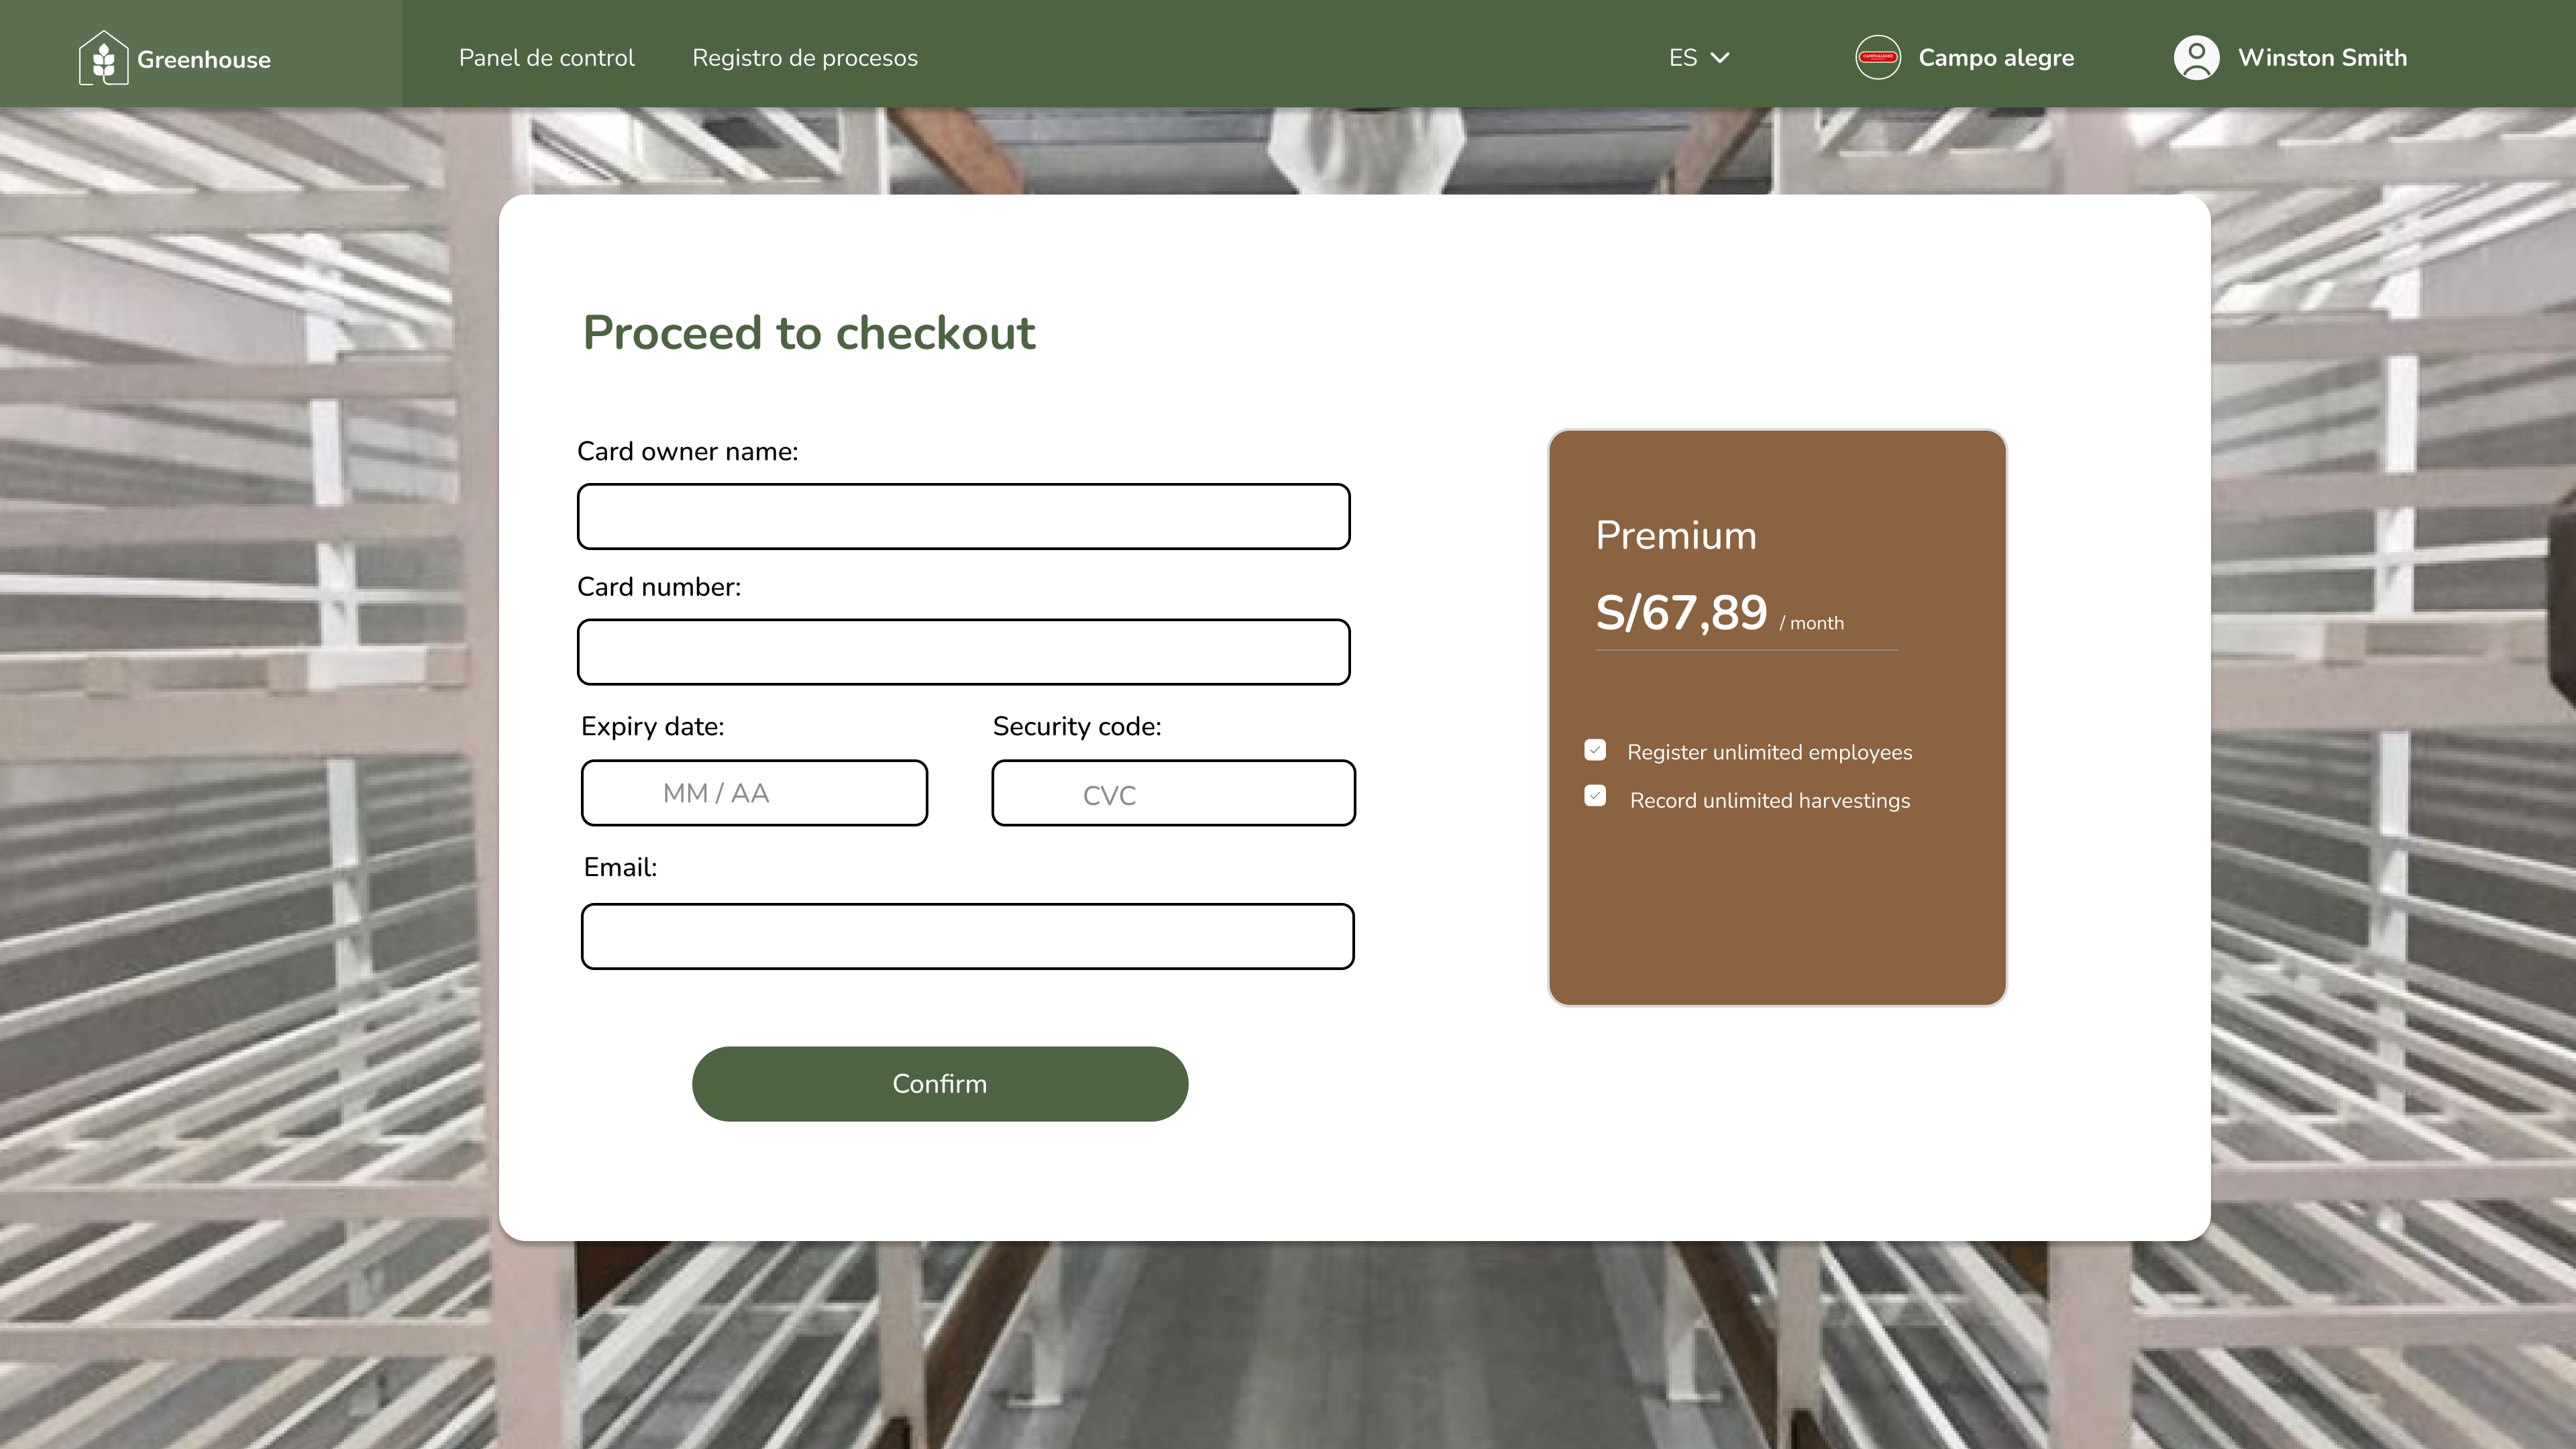 Greenhouse
Panel de control
Registro de procesos
ES
Campo alegre
Winston Smith
Proceed to checkout
Card owner name:
Card number:
Expiry date:
Security code:
MM / AA
CVC
Email:
Confirm
Premium
S/67,89 / month
Register unlimited employees
Record unlimited harvestings